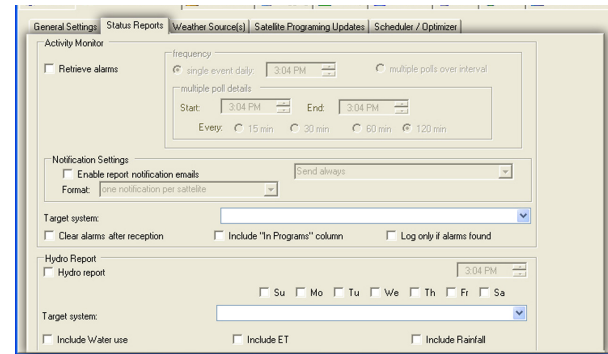 General Settings Status Reports Weather Source(s) Satellite Programing Updates Scheduler / Optimizer
Activity Monitor
Retrieve alarms
frequency
single event daily: 3:04 PM multiple polls over interval
multiple poll details
Start: 3:04 PM End: 3:04 PM
Every: 15 min 30 min 60 min 120 min
Notification Settings
Enable report notification emails Send always
Format: one notification per sattelite
Target system:
Clear alarms after reception Include "In Programs" column Log only if alarms found
Hydro Report
Hydro report 3:04 PM
Su Mo Tu We Th Fr Sa
Target system:
Include Water use Include ET Include Rainfall